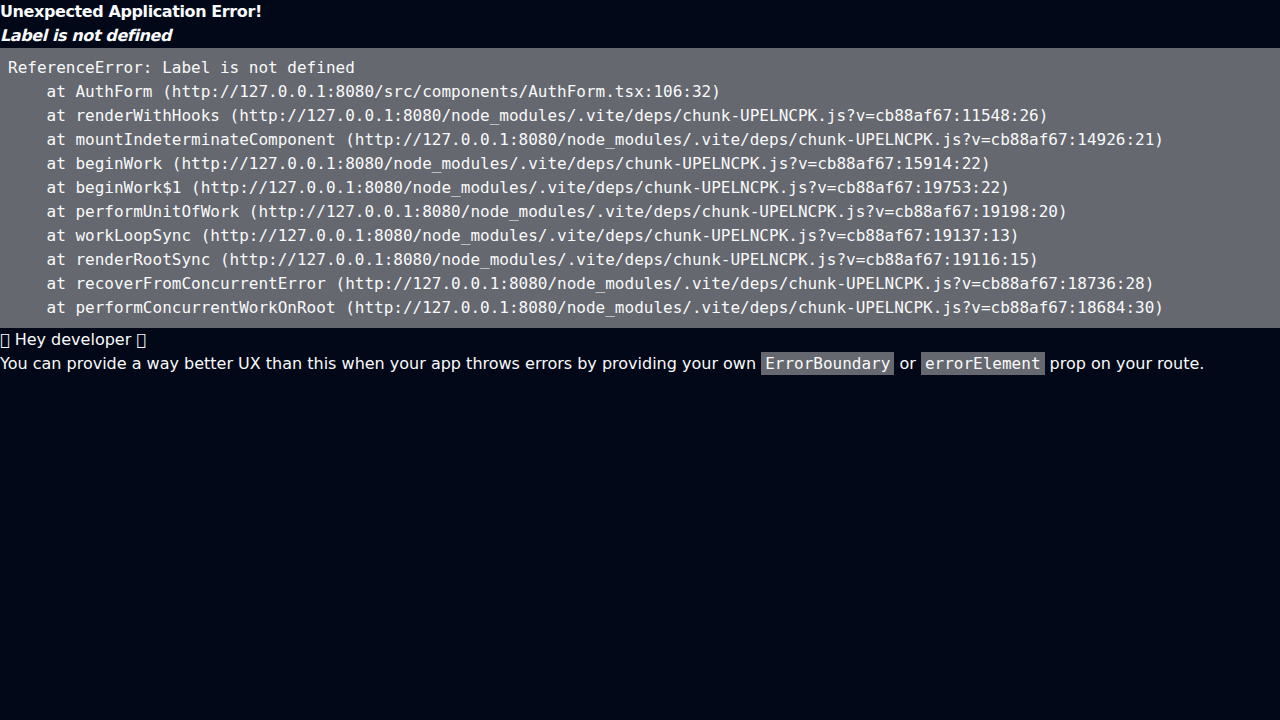 Unexpected Application Error!
Label is not defined
ReferenceError: Label is not defined
    at AuthForm (http://127.0.0.1:8080/src/components/AuthForm.tsx:106:32)
    at renderWithHooks (http://127.0.0.1:8080/node_modules/.vite/deps/chunk-UPELNCPK.js?v=cb88af67:11548:26)
    at mountIndeterminateComponent (http://127.0.0.1:8080/node_modules/.vite/deps/chunk-UPELNCPK.js?v=cb88af67:14926:21)
    at beginWork (http://127.0.0.1:8080/node_modules/.vite/deps/chunk-UPELNCPK.js?v=cb88af67:15914:22)
    at beginWork$1 (http://127.0.0.1:8080/node_modules/.vite/deps/chunk-UPELNCPK.js?v=cb88af67:19753:22)
    at performUnitOfWork (http://127.0.0.1:8080/node_modules/.vite/deps/chunk-UPELNCPK.js?v=cb88af67:19198:20)
    at workLoopSync (http://127.0.0.1:8080/node_modules/.vite/deps/chunk-UPELNCPK.js?v=cb88af67:19137:13)
    at renderRootSync (http://127.0.0.1:8080/node_modules/.vite/deps/chunk-UPELNCPK.js?v=cb88af67:19116:15)
    at recoverFromConcurrentError (http://127.0.0.1:8080/node_modules/.vite/deps/chunk-UPELNCPK.js?v=cb88af67:18736:28)
    at performConcurrentWorkOnRoot (http://127.0.0.1:8080/node_modules/.vite/deps/chunk-UPELNCPK.js?v=cb88af67:18684:30)
Hey developer
You can provide a way better UX than this when your app throws errors by providing your own ErrorBoundary or errorElement prop on your route.